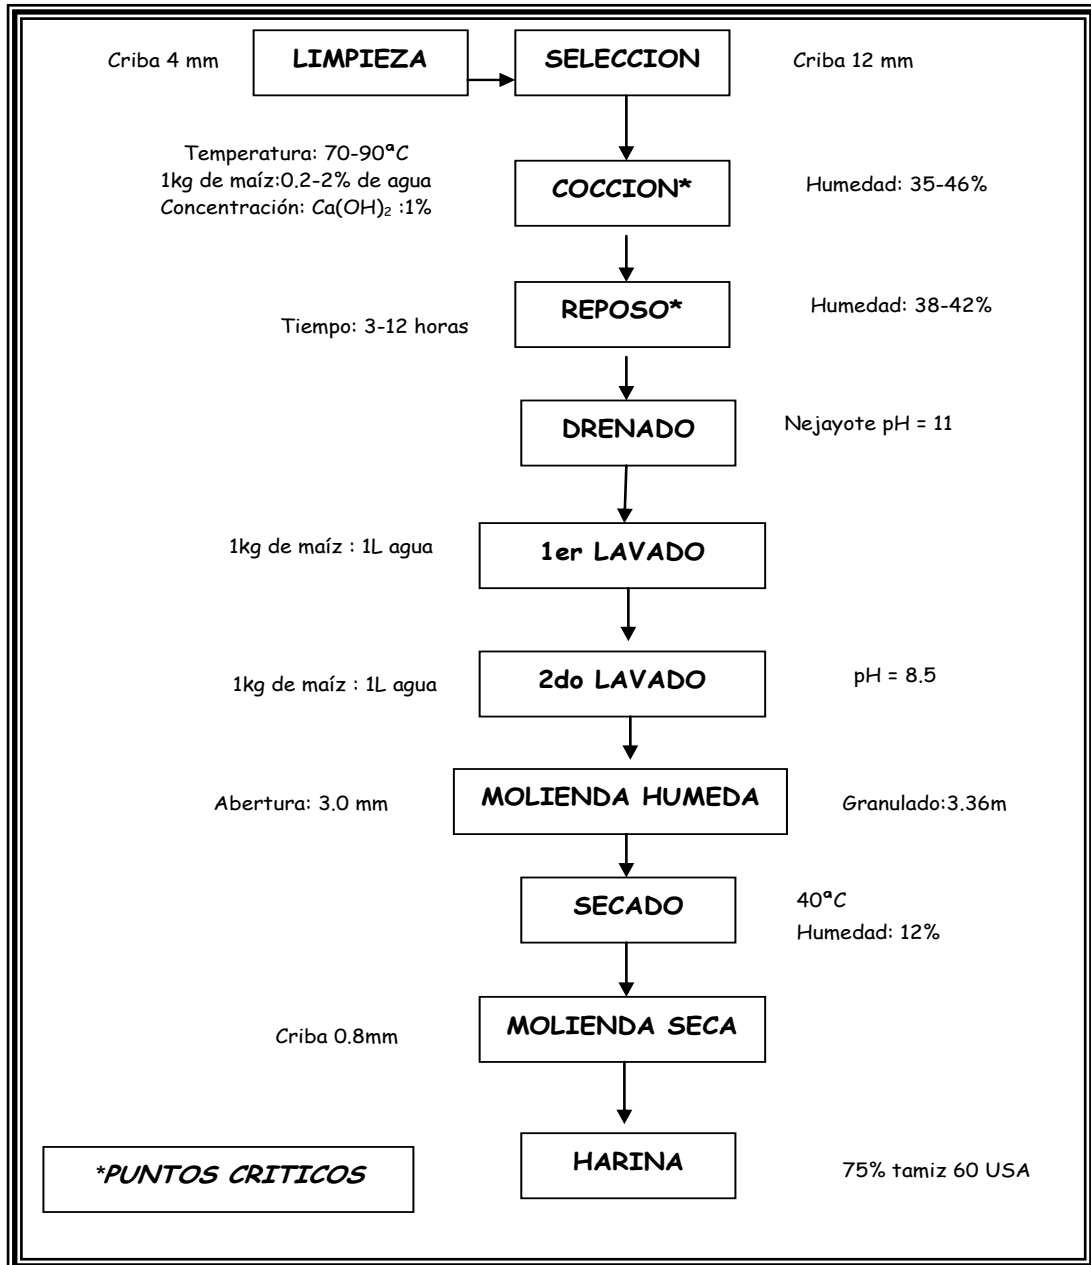 Criba 4 mm
LIMPIEZA
SELECCION
Criba 12 mm
Temperatura: 70-90ªC
1kg de maíz:0.2-2% de agua
Concentración: Ca(OH)₂ :1%
COCCION*
Humedad: 35-46%
Tiempo: 3-12 horas
REPOSO*
Humedad: 38-42%
DRENADO
Nejayote pH = 11
1kg de maíz : 1L agua
1er LAVADO
1kg de maíz : 1L agua
2do LAVADO
pH = 8.5
Abertura: 3.0 mm
MOLIENDA HUMEDA
Granulado:3.36m
SECADO
40ªC
Humedad: 12%
Criba 0.8mm
MOLIENDA SECA
*PUNTOS CRITICOS
HARINA
75% tamiz 60 USA